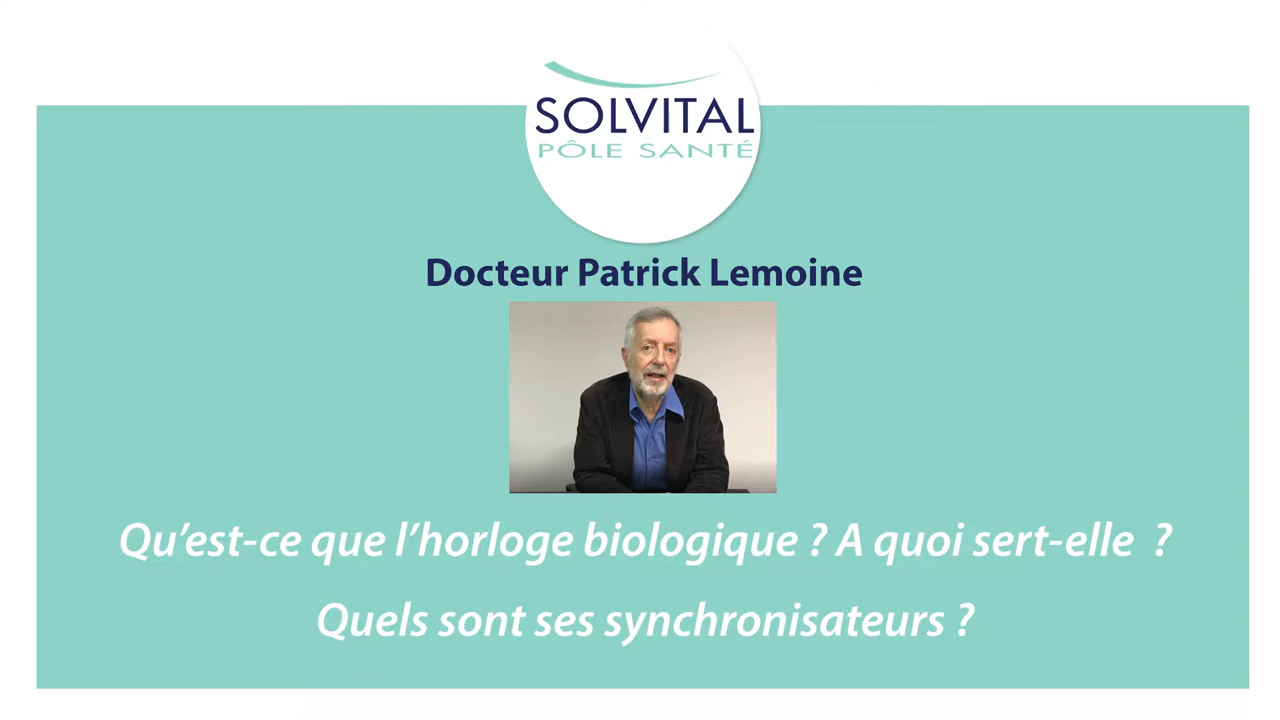 SOLVITAL
PÔLE SANTÉ
Docteur Patrick Lemoine
Qu’est-ce que l’horloge biologique ? A quoi sert-elle ?
Quels sont ses synchronisateurs ?